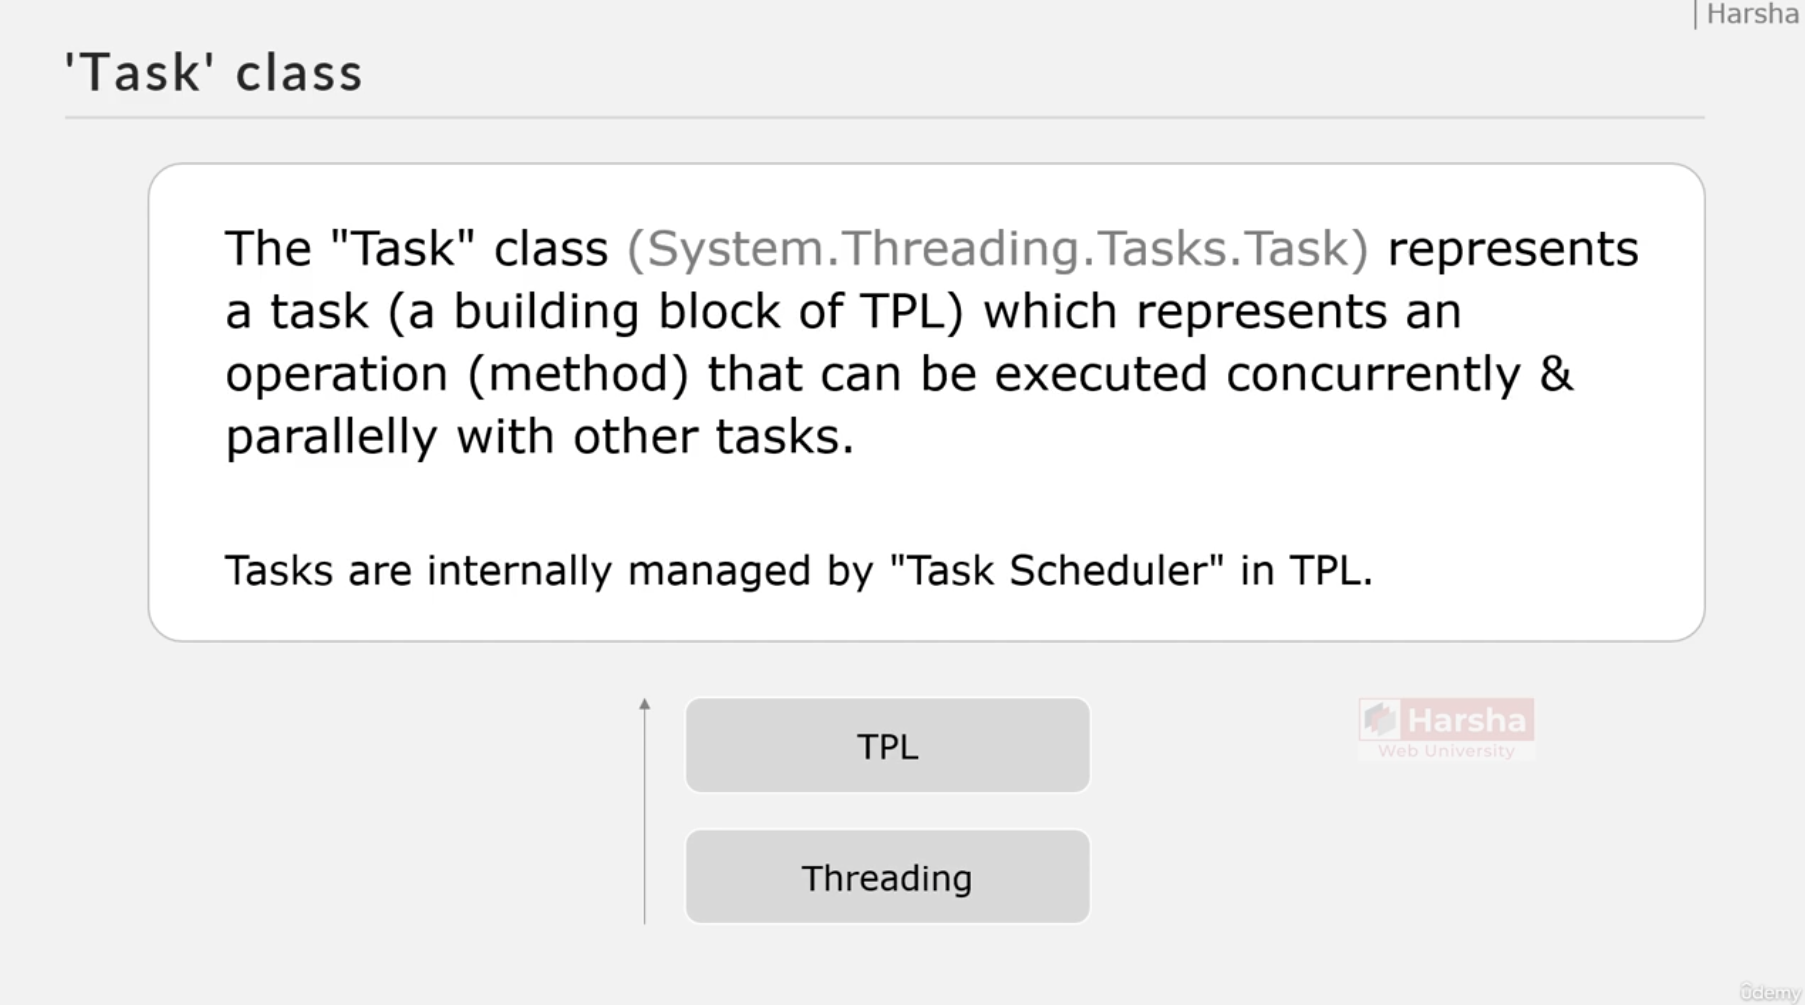 Harsha
'Task' class
The "Task" class (System.Threading.Tasks.Task) represents
a task (a building block of TPL) which represents an
operation (method) that can be executed concurrently &
parallelly with other tasks.
Tasks are internally managed by "Task Scheduler" in TPL.
TPL
Harsha
Web University
Threading
ûdemy